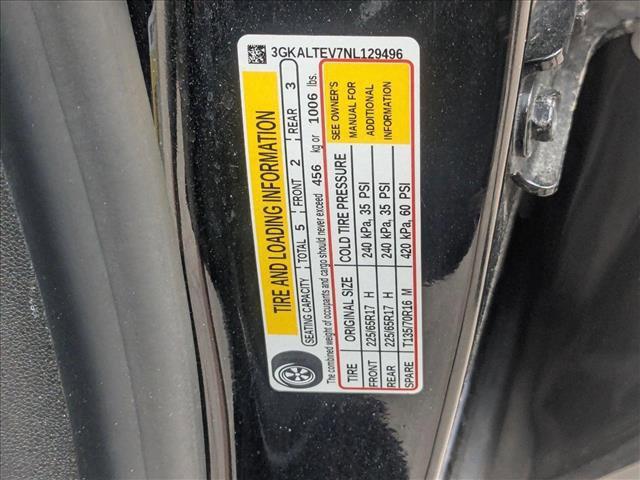 3GKALTEV7NL129496
TIRE AND LOADING INFORMATION
SEATING CAPACITY TOTAL 5 FRONT 2 REAR 3
The combined weight of occupants and cargo should never exceed 456 kg or 1006 lbs.
TIRE ORIGINAL SIZE COLD TIRE PRESSURE
FRONT 225/65R17 H 240 kPa, 35 PSI
REAR 225/65R17 H 240 kPa, 35 PSI
SPARE T135/70R16 M 420 kPa, 60 PSI
SEE OWNER'S
MANUAL FOR
ADDITIONAL
INFORMATION